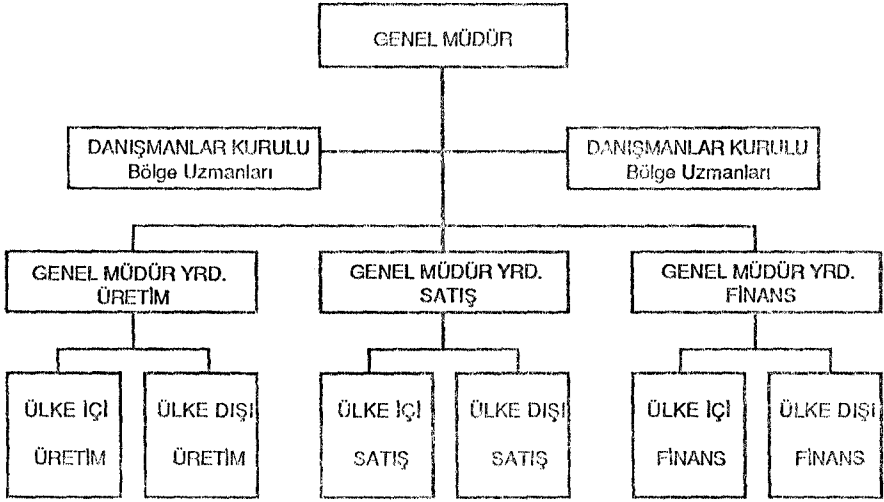 GENEL MÜDÜR
DANIŞMANLAR KURULU
Bölge Uzmanları
DANIŞMANLAR KURULU
Bölge Uzmanları
GENEL MÜDÜR YRD.
ÜRETİM
GENEL MÜDÜR YRD.
SATIŞ
GENEL MÜDÜR YRD.
FİNANS
ÜLKE İÇİ
ÜRETİM
ÜLKE DIŞI
ÜRETİM
ÜLKE İÇİ
SATIŞ
ÜLKE DIŞI
SATIŞ
ÜLKE İÇİ
FİNANS
ÜLKE DIŞI
FİNANS